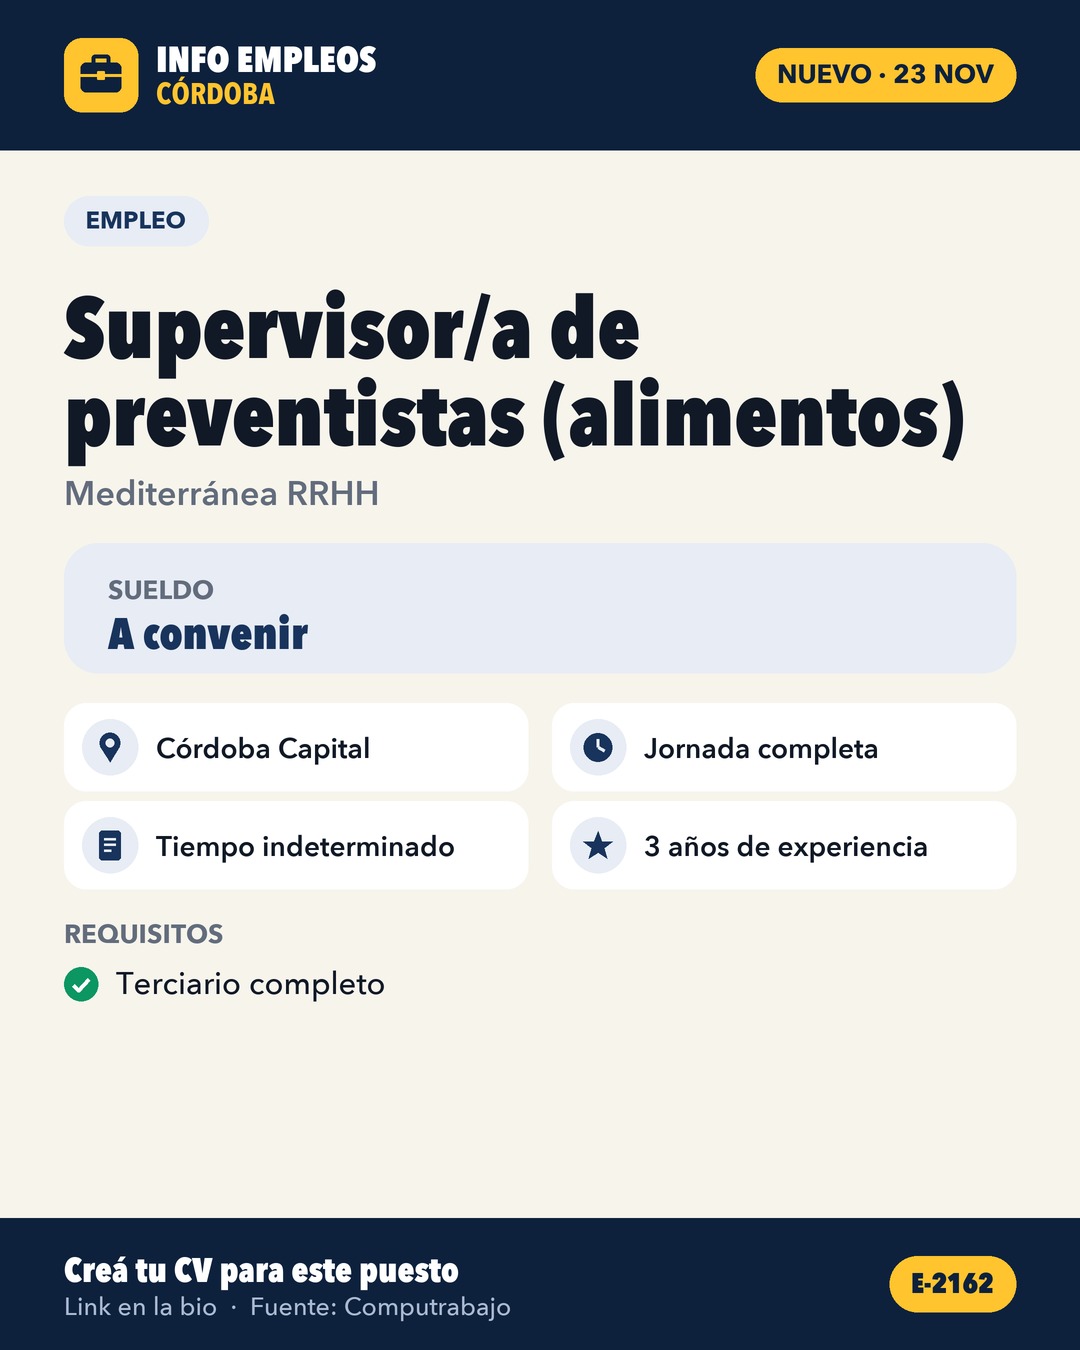 INFO EMPLEOS
CÓRDOBA
NUEVO · 23 NOV
EMPLEO
Supervisor/a de
preventistas (alimentos)
Mediterránea RRHH
SUELDO
A convenir
Córdoba Capital
Jornada completa
Tiempo indeterminado
3 años de experiencia
REQUISITOS
Terciario completo
Creá tu CV para este puesto
Link en la bio · Fuente: Computrabajo
E-2162